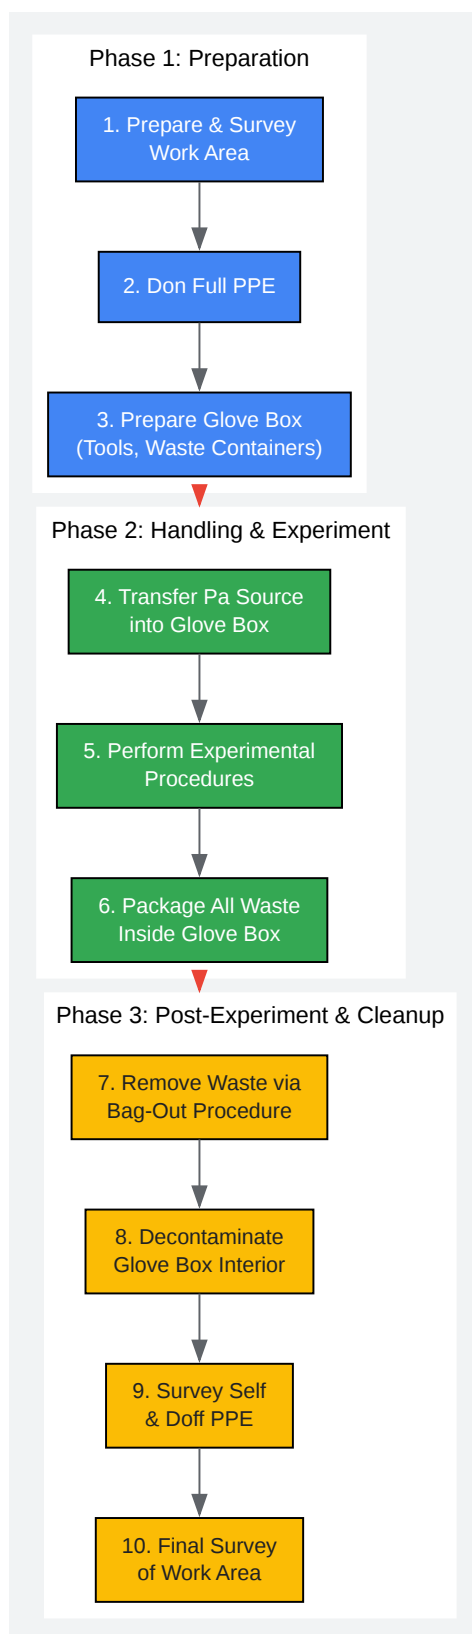 Phase 1: Preparation
1. Prepare & Survey
Work Area
2. Don Full PPE
3. Prepare Glove Box
(Tools, Waste Containers)
Phase 2: Handling & Experiment
4. Transfer Pa Source
into Glove Box
5. Perform Experimental
Procedures
6. Package All Waste
Inside Glove Box
Phase 3: Post-Experiment & Cleanup
7. Remove Waste via
Bag-Out Procedure
8. Decontaminate
Glove Box Interior
9. Survey Self
& Doff PPE
10. Final Survey
of Work Area